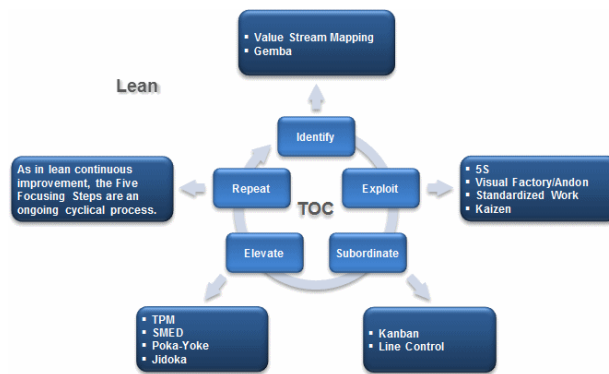 ▪ Value Stream Mapping
▪ Gemba
Lean
Identify
As in lean continuous
improvement, the Five
Focusing Steps are an
ongoing cyclical process.
Repeat
Exploit
▪ 5S
▪ Visual Factory/Andon
▪ Standardized Work
▪ Kaizen
TOC
Elevate
Subordinate
▪ TPM
▪ SMED
▪ Poka-Yoke
▪ Jidoka
▪ Kanban
▪ Line Control